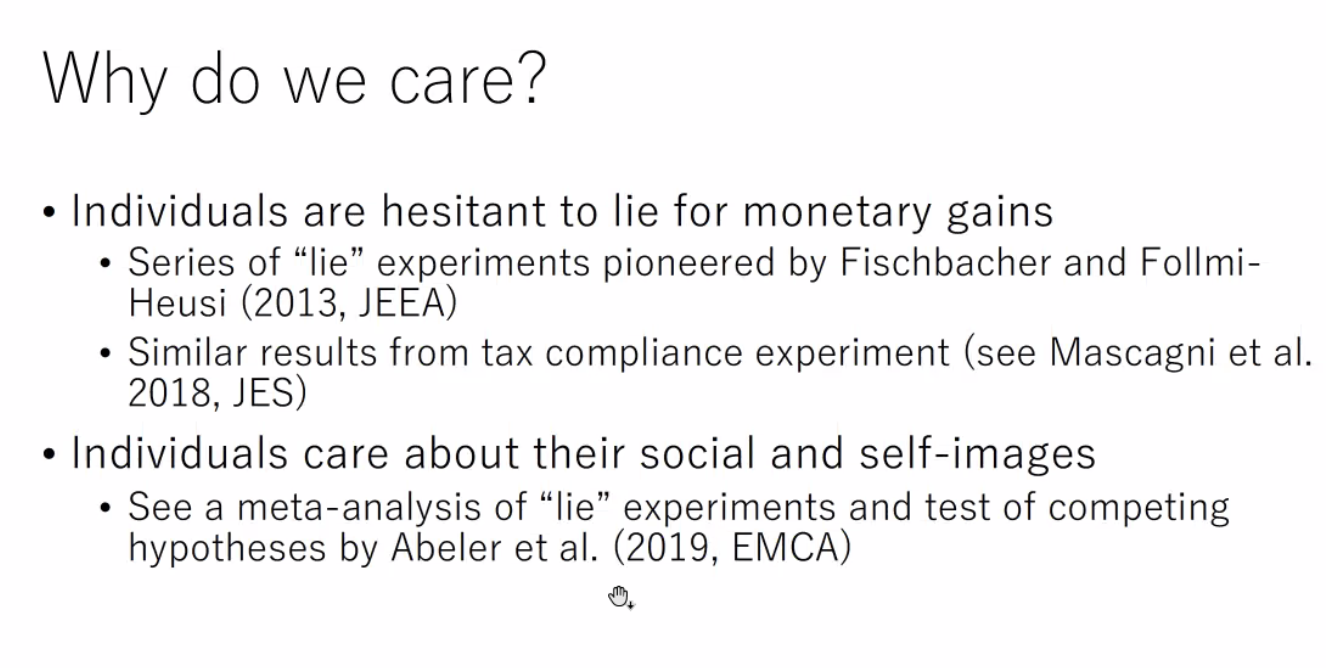 Why do we care?
• Individuals are hesitant to lie for monetary gains
• Series of “lie” experiments pioneered by Fischbacher and Follmi-
Heusi (2013, JEEA)
• Similar results from tax compliance experiment (see Mascagni et al.
2018, JES)
• Individuals care about their social and self-images
• See a meta-analysis of “lie” experiments and test of competing
hypotheses by Abeler et al. (2019, EMCA)